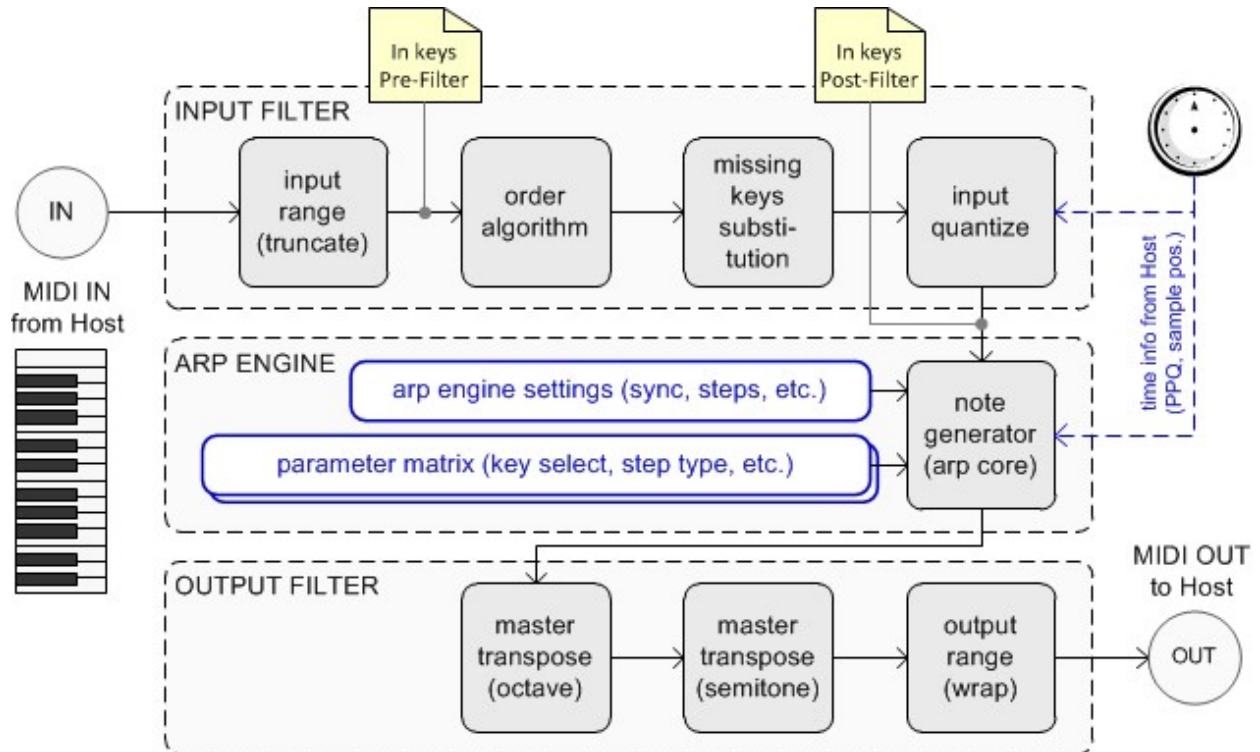 In keys
Pre-Filter
In keys
Post-Filter
INPUT FILTER
IN
input
range
(truncate)
order
algorithm
missing
keys
substi-
tution
input
quantize
MIDI IN
from Host
time info from Host
(PPQ, sample pos.)
ARP ENGINE
arp engine settings (sync, steps, etc.)
parameter matrix (key select, step type, etc.)
note
generator
(arp core)
OUTPUT FILTER
master
transpose
(octave)
master
transpose
(semitone)
output
range
(wrap)
MIDI OUT
to Host
OUT